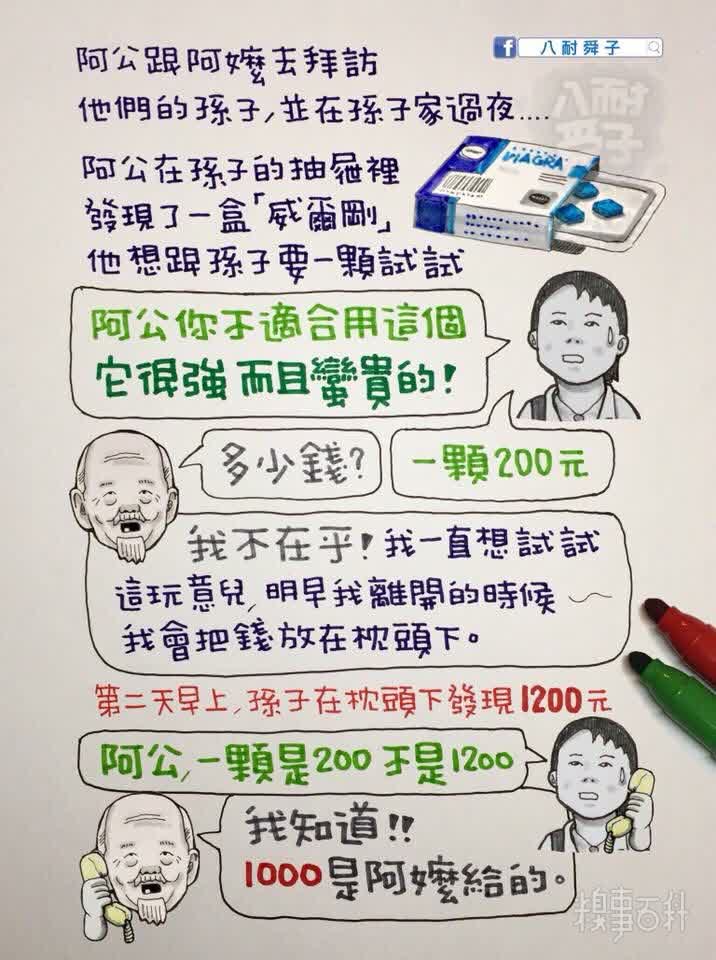 f 八耐舜子
八耐
舜子
阿公跟阿嬤去拜訪
他們的孫子,並在孫子家過夜....
阿公在孫子的抽屜裡
發現了一盒「威爾剛」
他想跟孫子要一顆試試
VIAGRA
阿公你不適合用這個
它很強 而且蠻貴的!
多少錢?
一顆200元
我不在乎!我一直想試試
這玩意兒,明早我離開的時候~
我會把錢放在枕頭下。
第二天早上,孫子在枕頭下發現1200元
阿公,一顆是200 不是1200
我知道!!
1000是阿嬤給的。
糗事百科